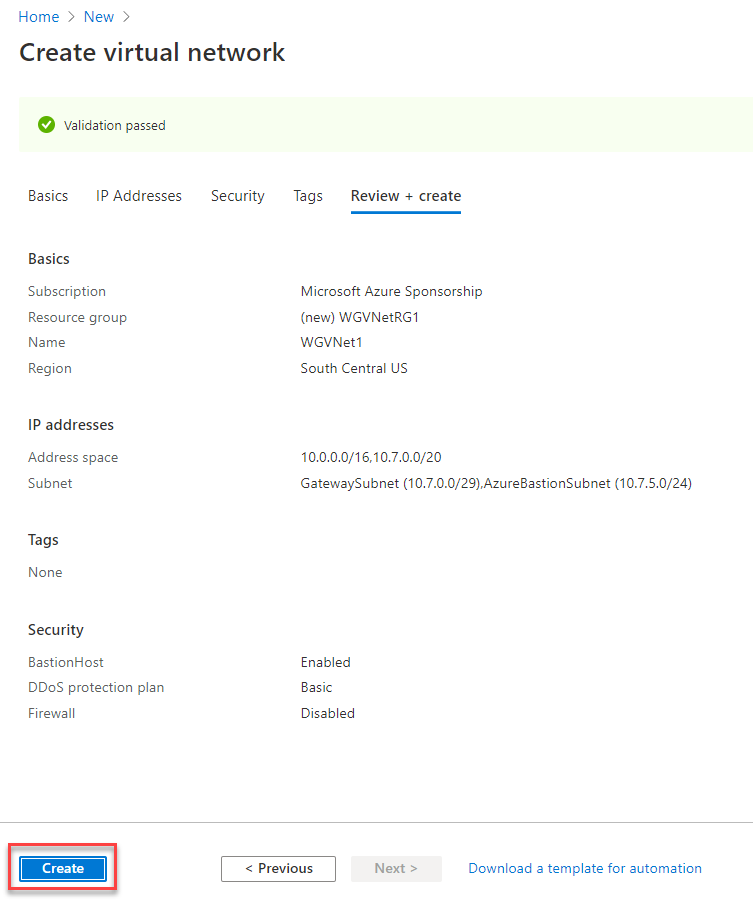 Home > New >
Create virtual network
Validation passed
Basics IP Addresses Security Tags Review + create
Basics
Subscription Microsoft Azure Sponsorship
Resource group (new) WGVNetRG1
Name WGVNet1
Region South Central US
IP addresses
Address space 10.0.0.0/16,10.7.0.0/20
Subnet GatewaySubnet (10.7.0.0/29),AzureBastionSubnet (10.7.5.0/24)
Tags
None
Security
BastionHost Enabled
DDoS protection plan Basic
Firewall Disabled
Create < Previous Next > Download a template for automation